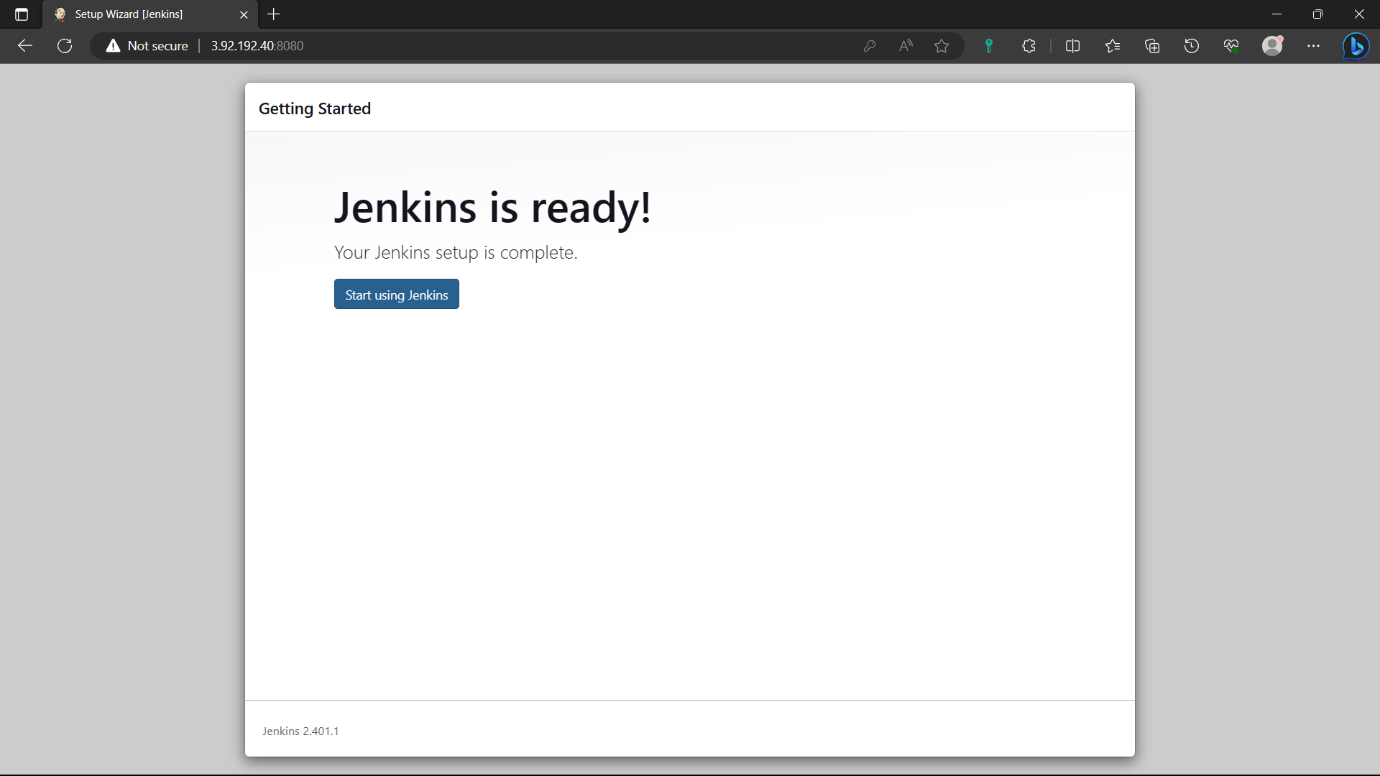 Setup Wizard [Jenkins]
Not secure | 3.92.192.40:8080
Getting Started
Jenkins is ready!
Your Jenkins setup is complete.
Start using Jenkins
Jenkins 2.401.1